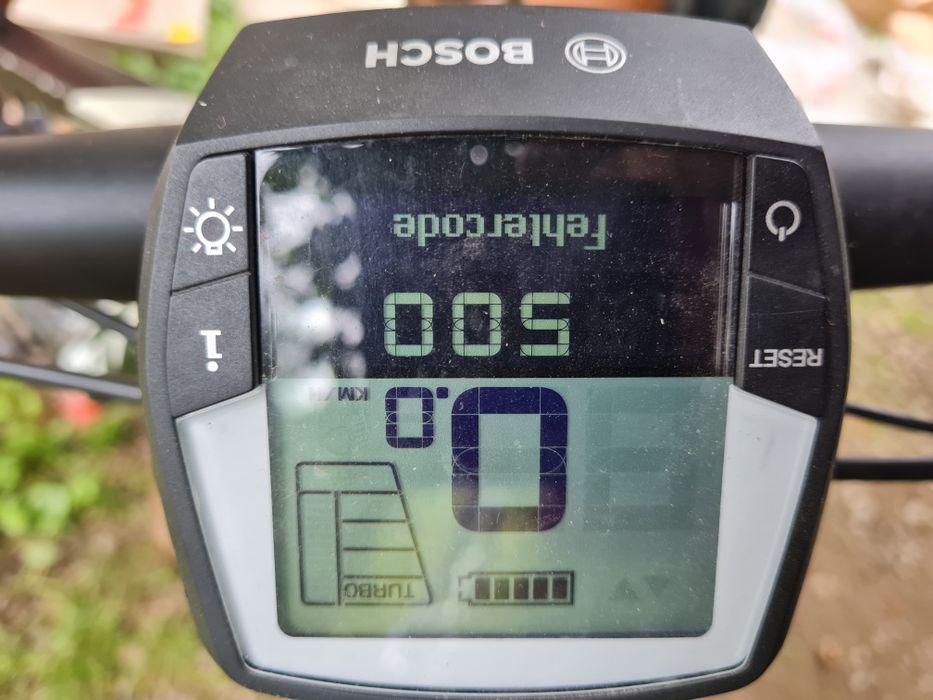 TURBO
0.0 KM/H
RESET
500
i
fehlercode
BOSCH